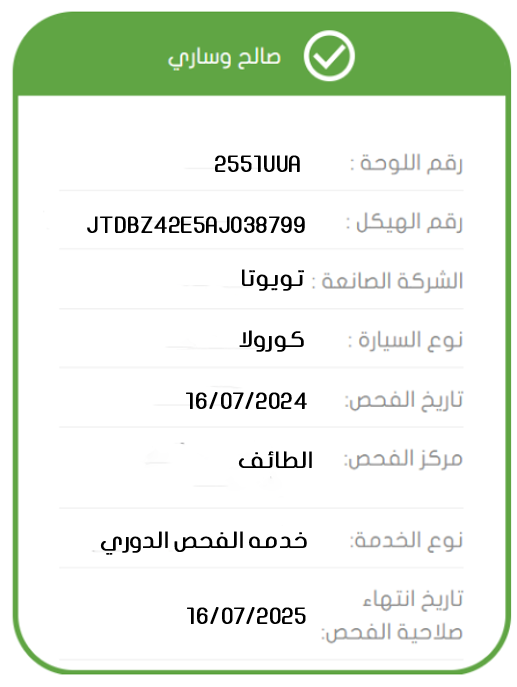 صالح وساري
رقم اللوحة : 2551UUA
رقم الهيكل : JTDBZ42E5AJ038799
الشركة الصانعة : تويوتا
نوع السيارة : كورولا
تاريخ الفحص: 16/07/2024
مركز الفحص: الطائف
نوع الخدمة: خدمه الفحص الدوري
تاريخ انتهاء
صلاحية الفحص: 16/07/2025